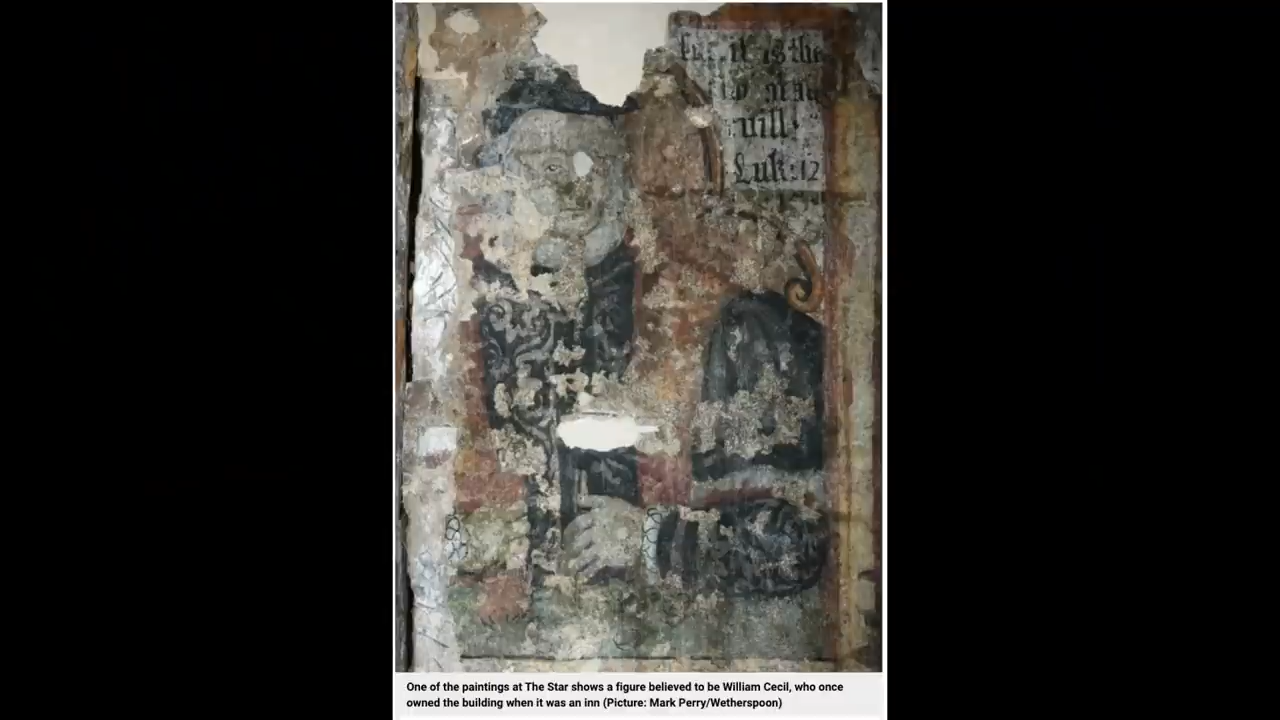 it is the
will
Luk:12
One of the paintings at The Star shows a figure believed to be William Cecil, who once
owned the building when it was an inn (Picture: Mark Perry/Wetherspoon)